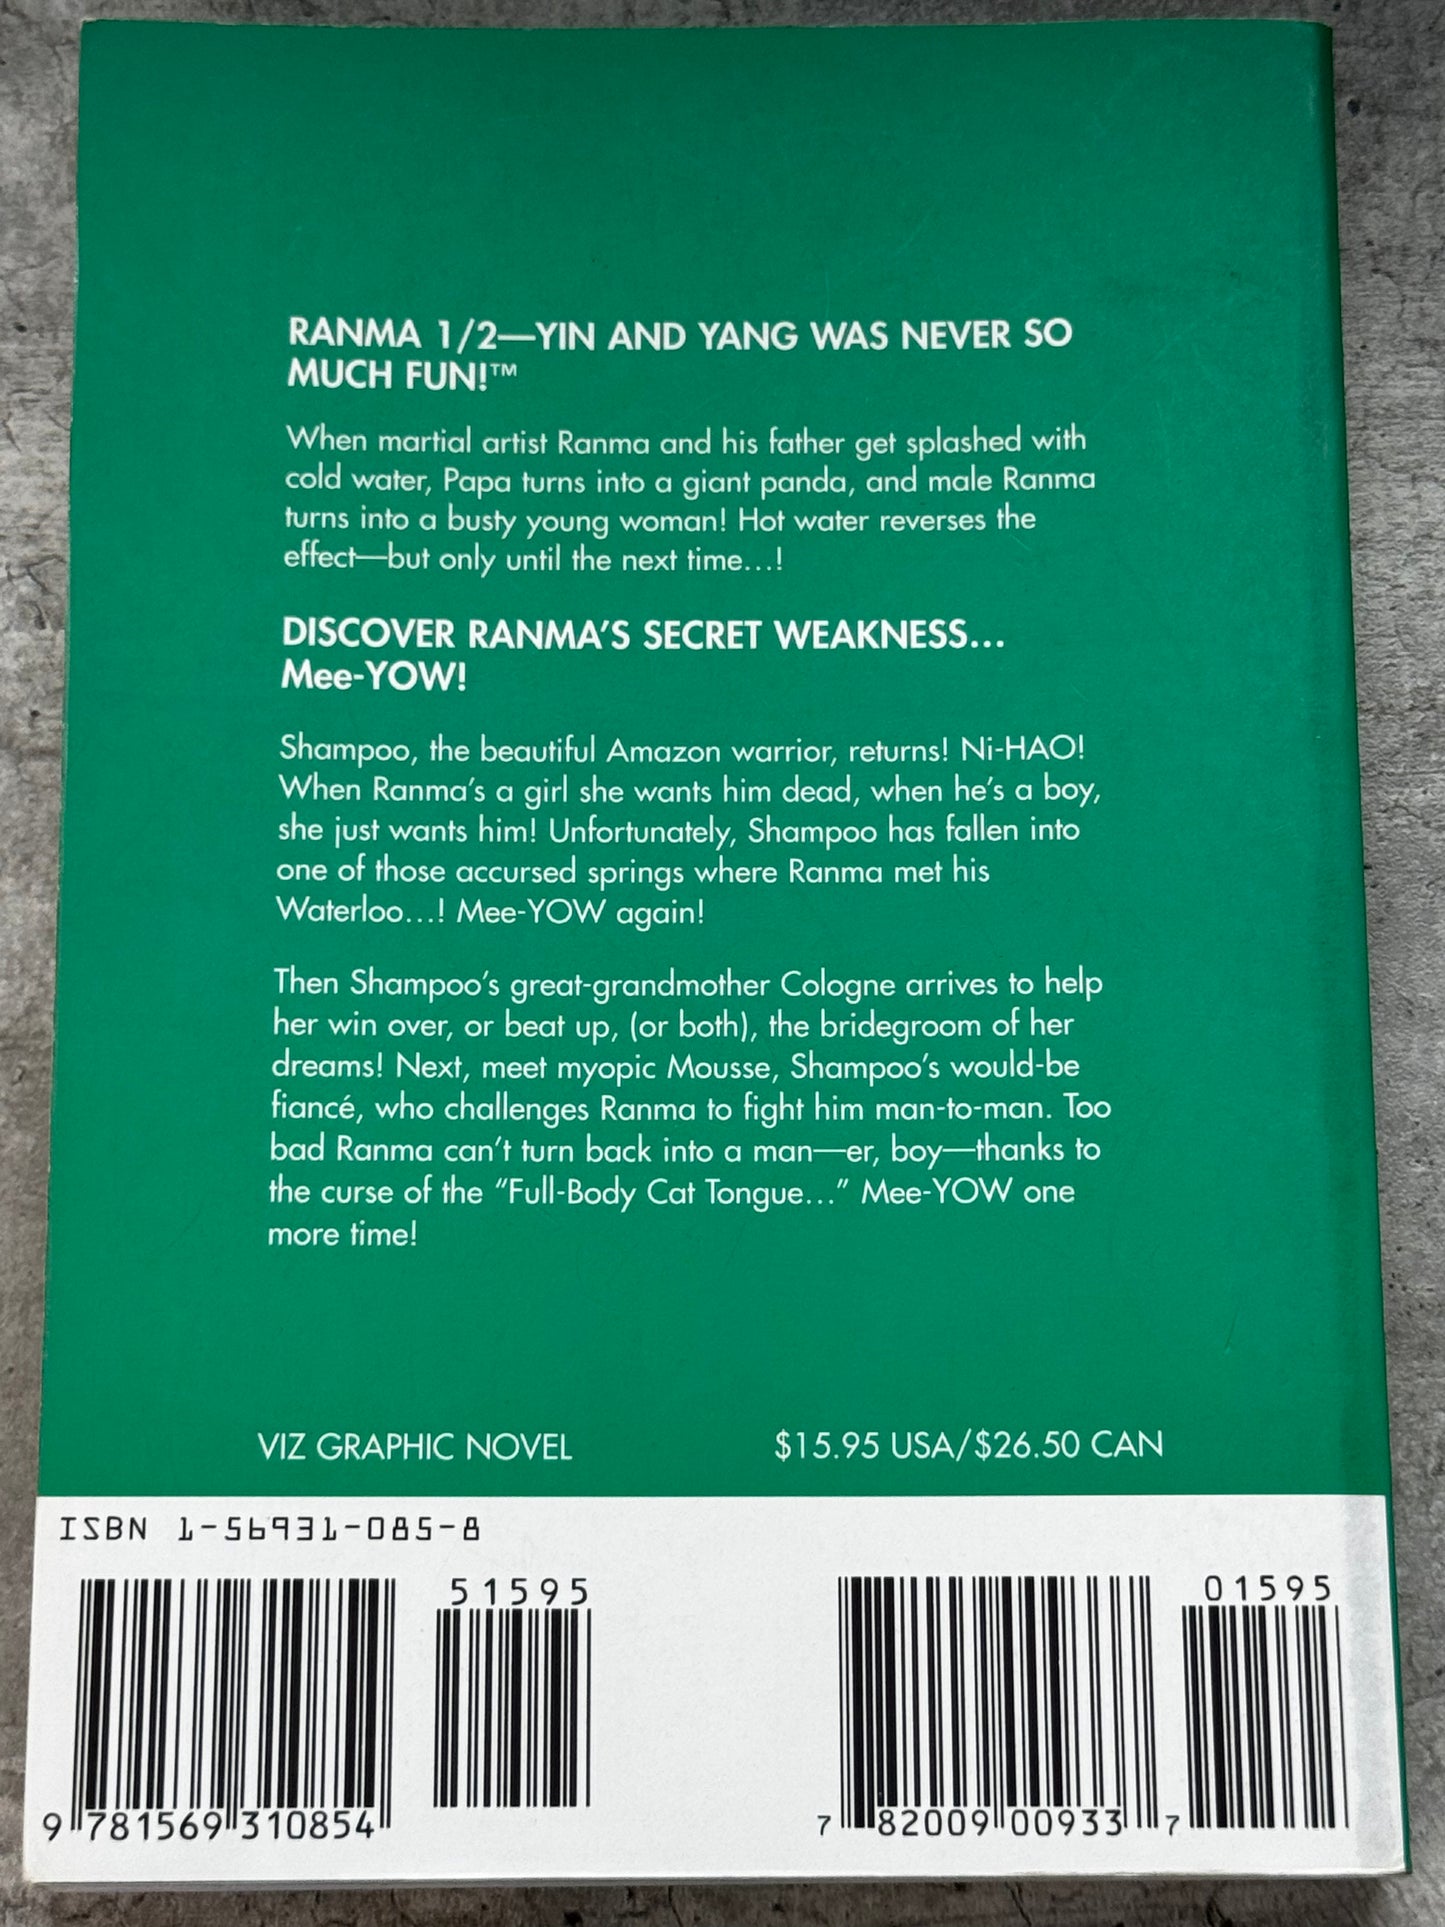 RANMA 1/2—YIN AND YANG WAS NEVER SO
MUCH FUN!™
When martial artist Ranma and his father get splashed with
cold water, Papa turns into a giant panda, and male Ranma
turns into a busty young woman! Hot water reverses the
effect—but only until the next time...!
DISCOVER RANMA'S SECRET WEAKNESS...
Mee-YOW!
Shampoo, the beautiful Amazon warrior, returns! Ni-HAO!
When Ranma's a girl she wants him dead, when he's a boy,
she just wants him! Unfortunately, Shampoo has fallen into
one of those accursed springs where Ranma met his
Waterloo...! Mee-YOW again!
Then Shampoo's great-grandmother Cologne arrives to help
her win over, or beat up, (or both), the bridegroom of her
dreams! Next, meet myopic Mousse, Shampoo's would-be
fiancé, who challenges Ranma to fight him man-to-man. Too
bad Ranma can't turn back into a man—er, boy—thanks to
the curse of the "Full-Body Cat Tongue..." Mee-YOW one
more time!
VIZ GRAPHIC NOVEL
$15.95 USA/$26.50 CAN
ISBN 1-56931-085-8
51595
9 781569 310854
01595
7 82009 00933 7